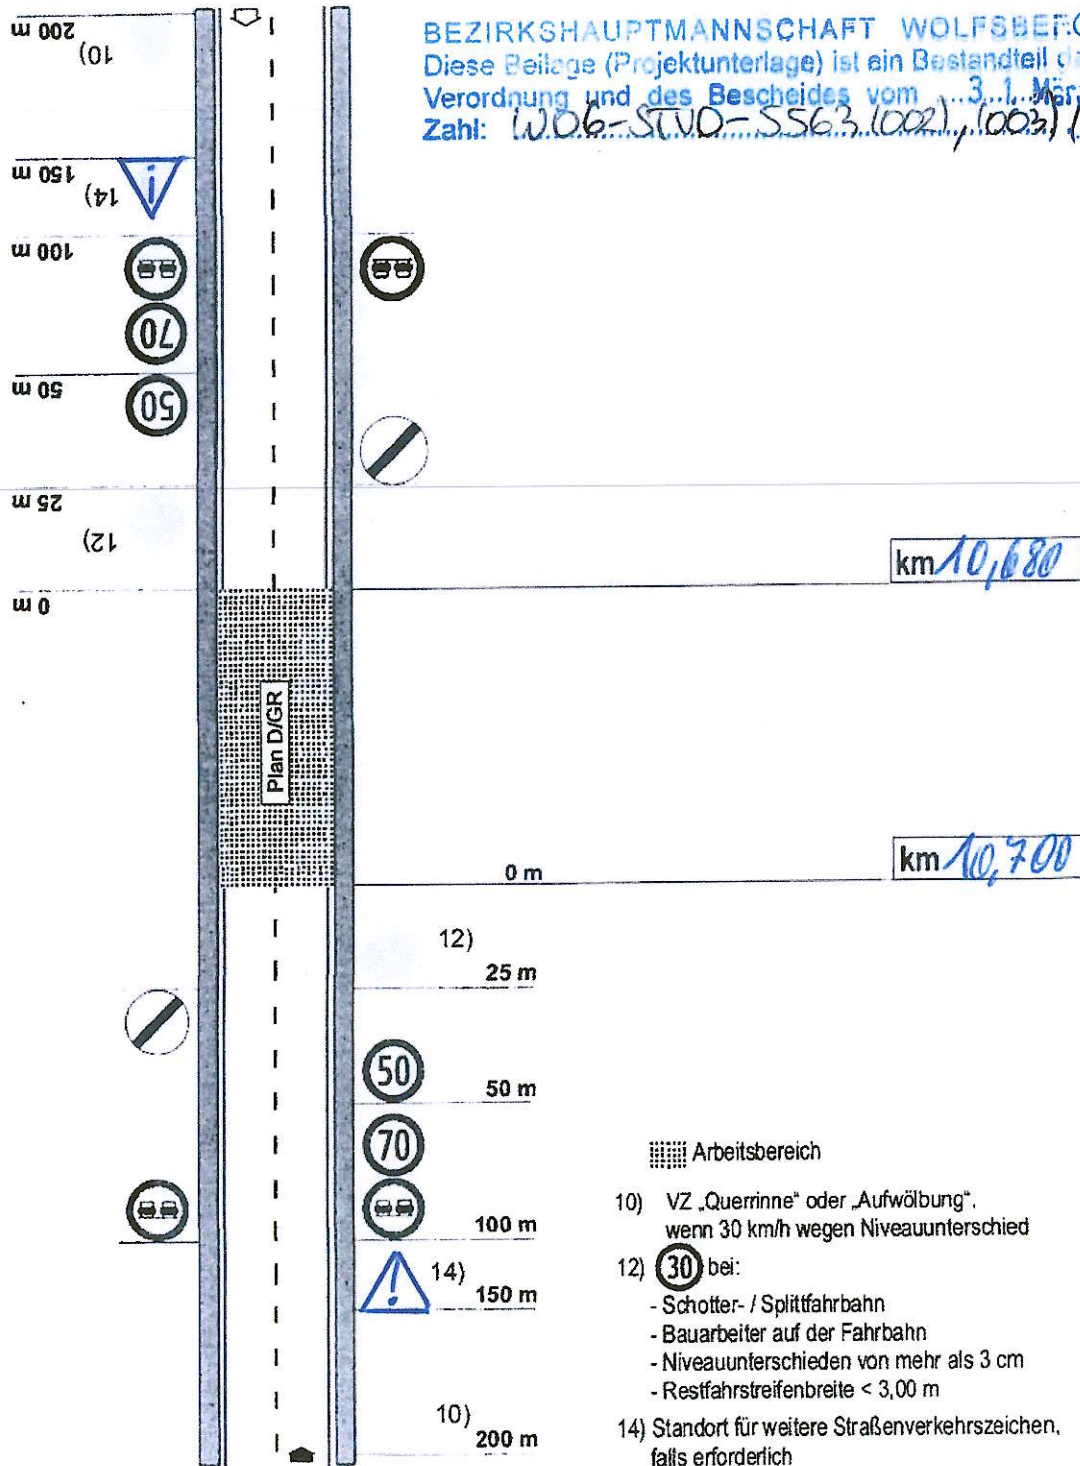 BEZIRKSHAUPTMANNSCHAFT WOLFSBERG
Diese Beilage (Projektunterlage) ist ein Bestandteil
Verordnung und des Bescheides vom 3.1. März
Zahl: W06-STVO-5563 (002), (003)
200 m
10)
150 m
14)
i
100 m
70
50 m
50
25 m
12)
km 10,680
0 m
Plan D/GR
km 10,700
0 m
12)
25 m
50
50 m
70
100 m
!
14)
150 m
10)
200 m
Arbeitsbereich
10) VZ „Querrinne" oder „Aufwölbung",
wenn 30 km/h wegen Niveauunterschied
12) 30 bei:
- Schotter- / Splittfahrbahn
- Bauarbeiter auf der Fahrbahn
- Niveauunterschieden von mehr als 3 cm
- Restfahrstreifenbreite < 3,00 m
14) Standort für weitere Straßenverkehrszeichen,
falls erforderlich